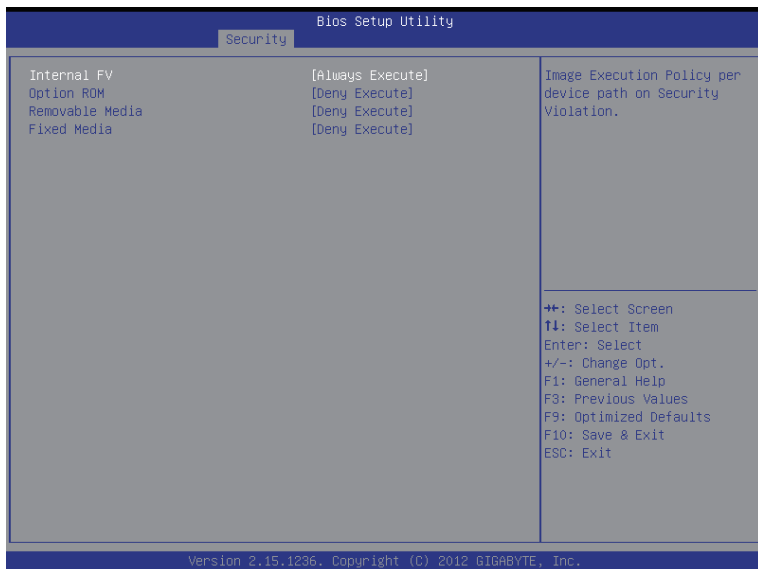 Bios Setup Utility
Security
Internal FV [Always Execute]
Option ROM [Deny Execute]
Removable Media [Deny Execute]
Fixed Media [Deny Execute]
Image Execution Policy per
device path on Security
Violation.
→←: Select Screen
↑↓: Select Item
Enter: Select
+/-: Change Opt.
F1: General Help
F3: Previous Values
F9: Optimized Defaults
F10: Save & Exit
ESC: Exit
Version 2.15.1236. Copyright (C) 2012 GIGABYTE, Inc.